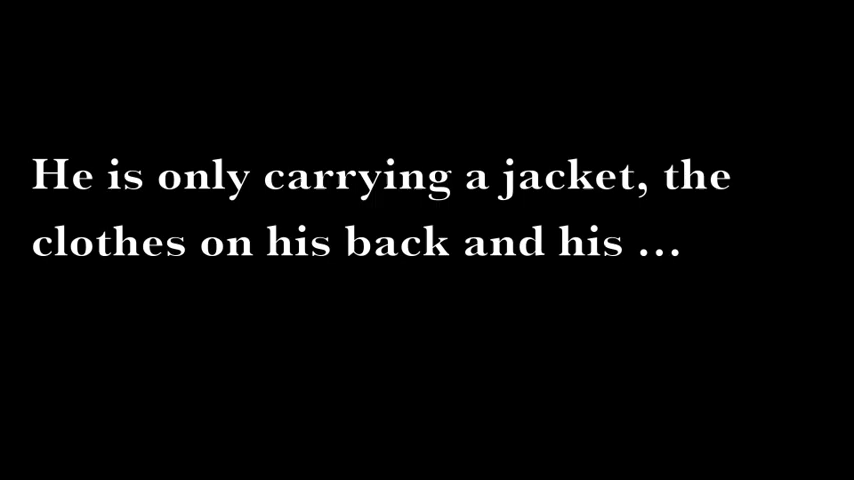 He is only carrying a jacket, the
clothes on his back and his ...